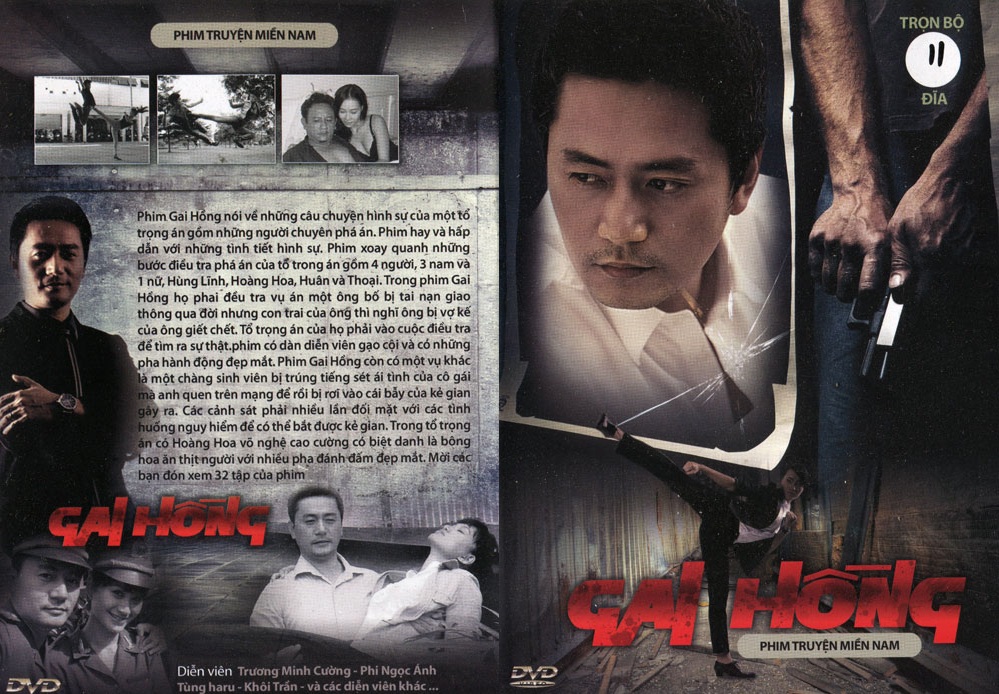 PHIM TRUYỆN MIỀN NAM
Phim Gai Hồng nói về những câu chuyện hình sự của một tổ
trọng án gồm những người chuyên phá án. Phim hay và hấp
dẫn với những tình tiết hình sự. Phim xoay quanh những
bước điều tra phá án của tổ trong án gồm 4 người, 3 nam và
1 nữ, Hùng Lĩnh, Hoàng Hoa, Huân và Thoại. Trong phim Gai
Hồng họ phai đều tra vụ án một ông bố bị tai nạn giao
thông qua đời nhưng con trai của ông thì nghĩ ông bị vợ kế
của ông giết chết. Tổ trọng án của họ phải vào cuộc điều tra
để tìm ra sự thật.phim có dàn diễn viên gạo cội và có những
pha hành động đẹp mắt. Phim Gai Hồng còn có một vụ khác
là một chàng sinh viên bị trúng tiếng sét ái tình của cô gái
mà anh quen trên mạng để rồi bị rơi vào cái bẫy của kẻ gian
gây ra. Các cảnh sát phải nhiều lần đối mặt với các tình
huống nguy hiểm để có thể bắt được kẻ gian. Trong tổ trọng
án có Hoàng Hoa võ nghệ cao cường có biệt danh là bông
hoa ăn thịt người với nhiều pha đánh đấm đẹp mắt. Mời các
bạn đón xem 32 tập của phim
GAI HỒNG
Diễn viên Trương Minh Cường - Phi Ngọc Ánh
Tùng haru - Khôi Trần - và các diễn viên khác ...
DVD
TRỌN BỘ
11
ĐĨA
GAI HỒNG
PHIM TRUYỆN MIỀN NAM
DVD
VIDEO